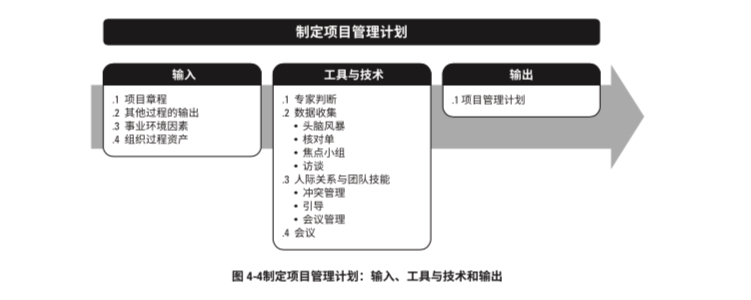 制定项目管理计划
输入
.1 项目章程
.2 其他过程的输出
.3 事业环境因素
.4 组织过程资产
工具与技术
.1 专家判断
.2 数据收集
• 头脑风暴
• 核对单
• 焦点小组
• 访谈
.3 人际关系与团队技能
• 冲突管理
• 引导
• 会议管理
.4 会议
输出
.1 项目管理计划
图 4-4制定项目管理计划：输入、工具与技术和输出